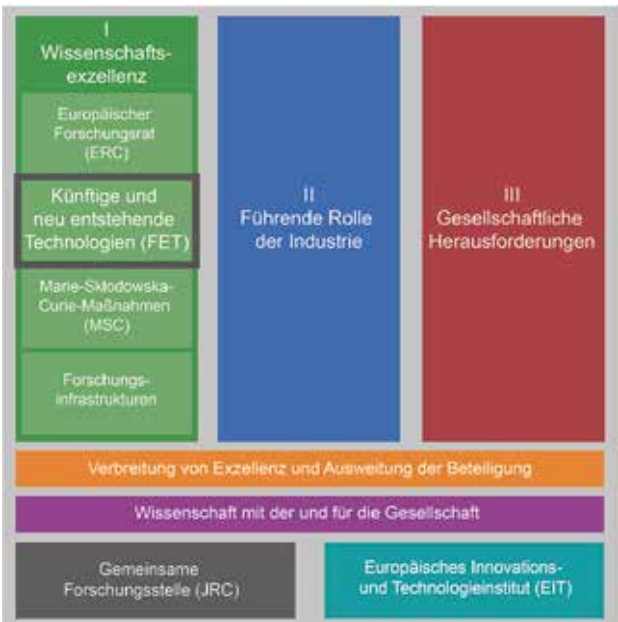 I
Wissenschafts-
exzellenz
Europäischer
Forschungsrat
(ERC)
Künftige und
neu entstehende
Technologien (FET)
Marie-Skłodowska-
Curie-Maßnahmen
(MSC)
Forschungs-
infrastrukturen
II
Führende Rolle
der Industrie
III
Gesellschaftliche
Herausforderungen
Verbreitung von Exzellenz und Ausweitung der Beteiligung
Wissenschaft mit der und für die Gesellschaft
Gemeinsame
Forschungsstelle (JRC)
Europäisches Innovations-
und Technologieinstitut (EIT)